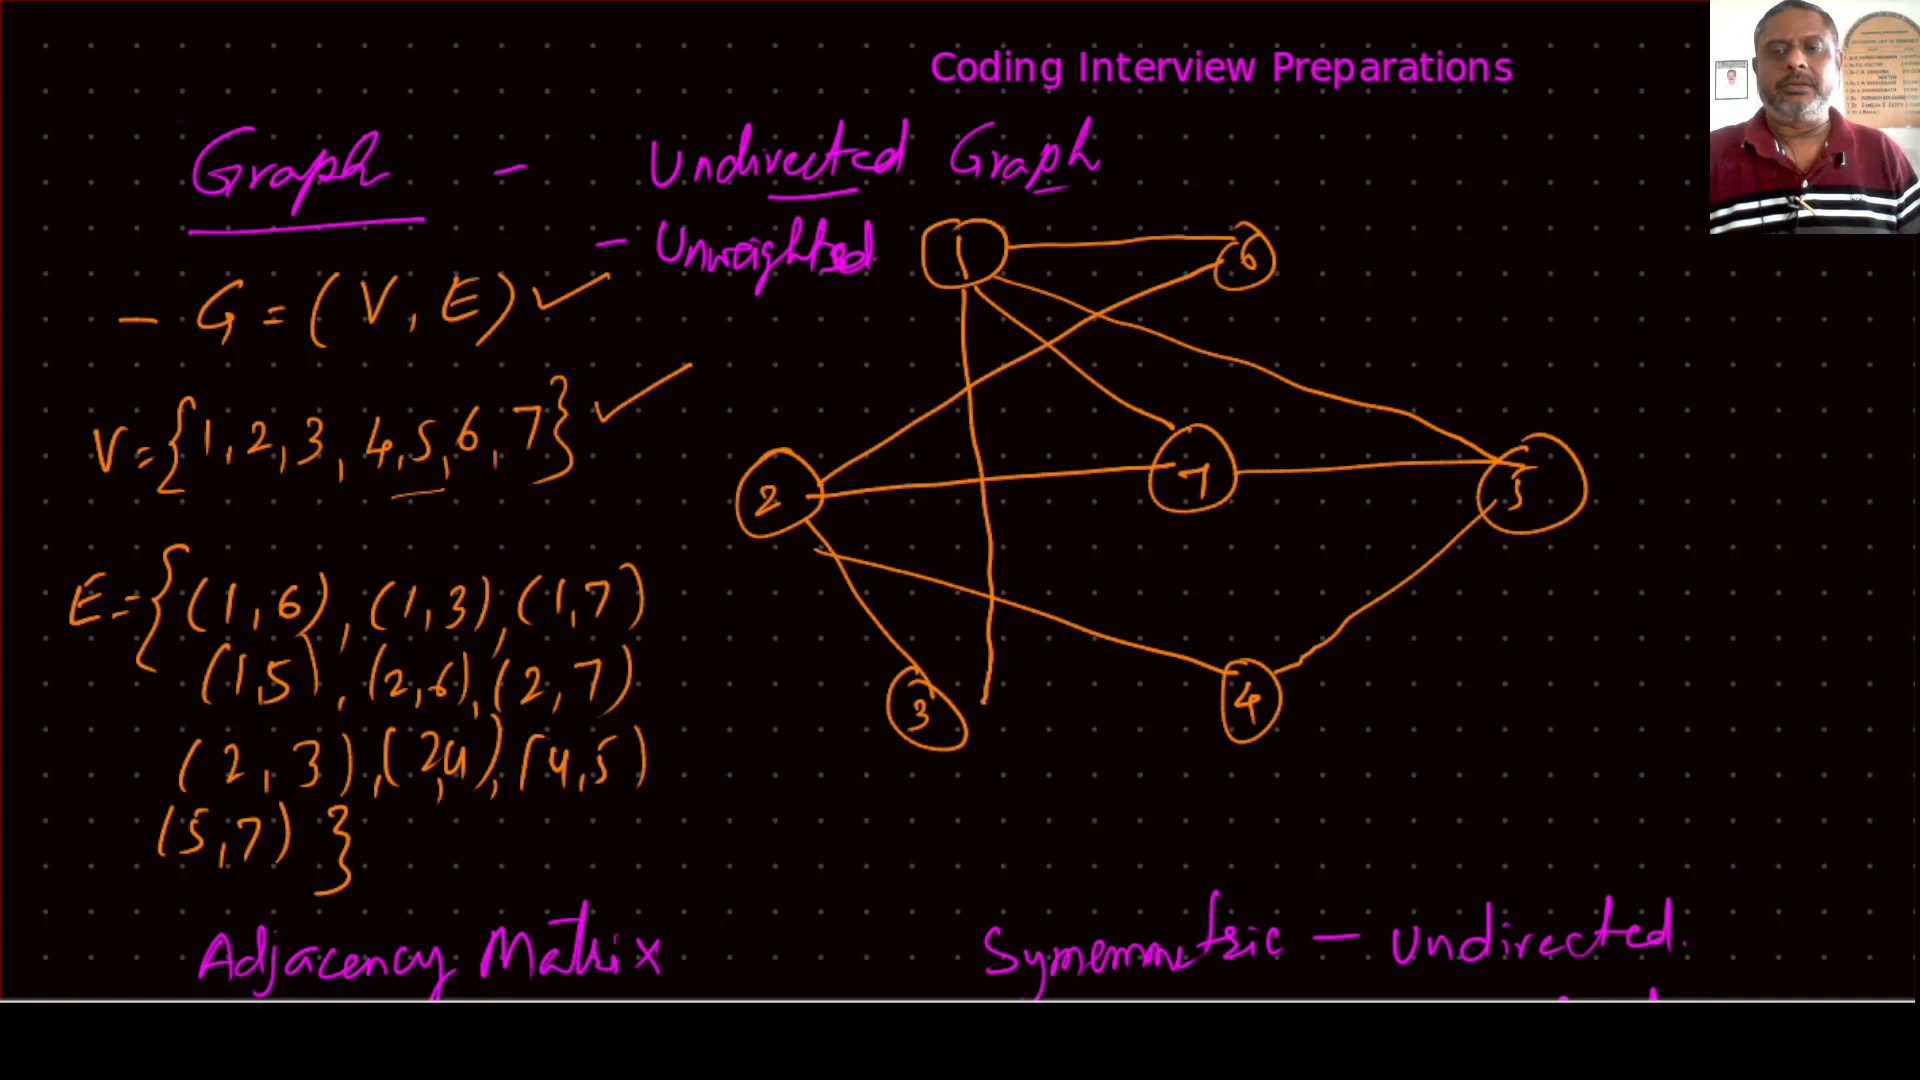 Coding Interview Preparations
Graph - Undirected Graph
- Unweighted
- G = (V, E) ✓
V = {1, 2, 3, 4, 5, 6, 7} ✓
E = {(1, 6), (1, 3), (1, 7)
(1, 5), (2, 6), (2, 7)
(2, 3), (2, 4), (4, 5)
(5, 7) }
1
6
2
7
5
3
4
Adjacency Matrix
Symemmetric - Undirected.